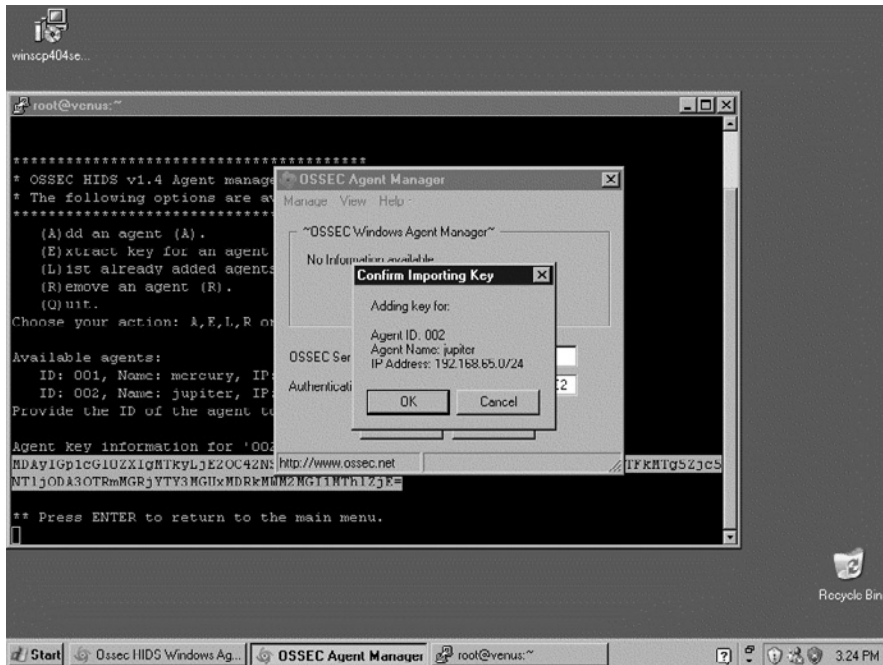 winscp404se...
root@venus:~
****************************************
* OSSEC HIDS v1.4 Agent manage
* The following options are av
(A)dd an agent (A).
(E)xtract key for an agent
(L)ist already added agents
(R)emove an agent (R).
(Q)uit.
Choose your action: A,E,L,R or
Available agents:
ID: 001, Name: mercury, IP:
ID: 002, Name: jupiter, IP:
Provide the ID of the agent to
Agent key information for '002
** Press ENTER to return to the main menu.
OSSEC Agent Manager
Manage View Help
~OSSEC Windows Agent Manager~
No Information available
OSSEC Ser
Authenticati
http://www.ossec.net
Confirm Importing Key
Adding key for:
Agent ID: 002
Agent Name: jupiter
IP Address: 192.168.65.0/24
OK Cancel
Recycle Bin
Start Ossec HIDS Windows Ag... OSSEC Agent Manager root@venus:~ 3:24 PM